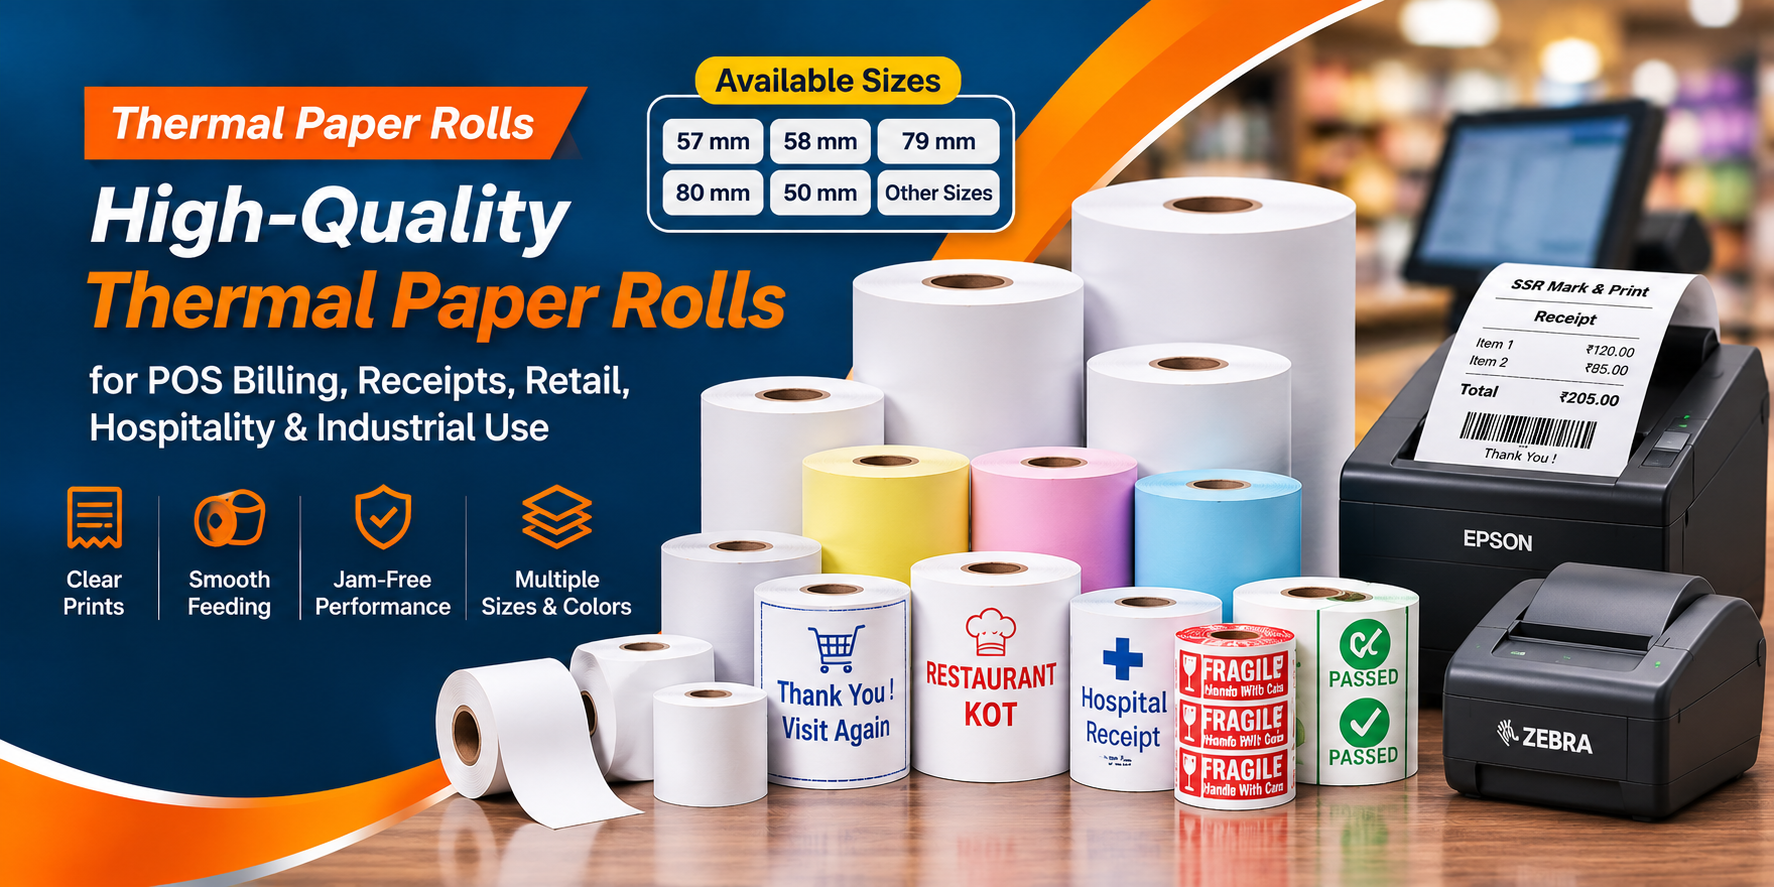 Thermal Paper Rolls
High-Quality
Thermal Paper Rolls
for POS Billing, Receipts, Retail,
Hospitality & Industrial Use
Clear
Prints
Smooth
Feeding
Jam-Free
Performance
Multiple
Sizes & Colors
Available Sizes
57 mm
58 mm
79 mm
80 mm
50 mm
Other Sizes
SSR Mark & Print
Receipt
Item 1 ₹120.00
Item 2 ₹85.00
Total ₹205.00
Thank You !
EPSON
ZEBRA
Thank You !
Visit Again
RESTAURANT
KOT
Hospital
Receipt
FRAGILE
FRAGILE
FRAGILE
Handle With
PASSED
PASSED